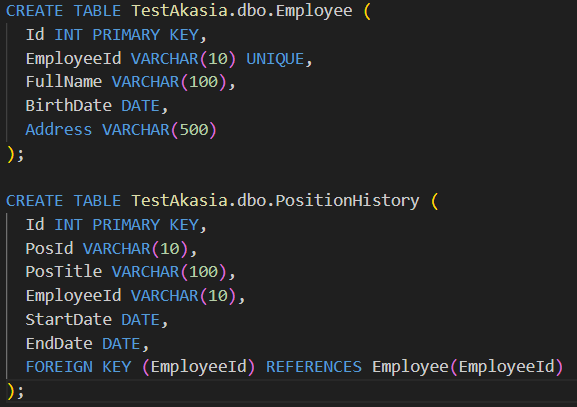 CREATE TABLE TestAkasia.dbo.Employee (
  Id INT PRIMARY KEY,
  EmployeeId VARCHAR(10) UNIQUE,
  FullName VARCHAR(100),
  BirthDate DATE,
  Address VARCHAR(500)
);

CREATE TABLE TestAkasia.dbo.PositionHistory (
  Id INT PRIMARY KEY,
  PosId VARCHAR(10),
  PosTitle VARCHAR(100),
  EmployeeId VARCHAR(10),
  StartDate DATE,
  EndDate DATE,
  FOREIGN KEY (EmployeeId) REFERENCES Employee(EmployeeId)
);